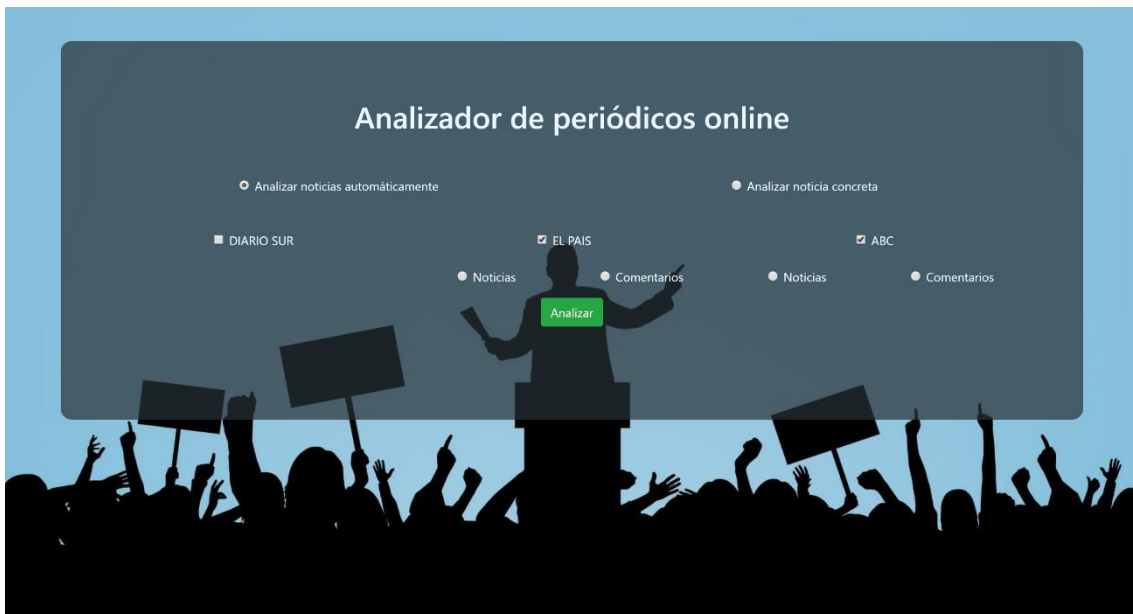 Analizador de periódicos online
Analizar noticias automáticamente Analizar noticia concreta
DIARIO SUR EL PAIS ABC
Noticias Comentarios Noticias Comentarios
Analizar